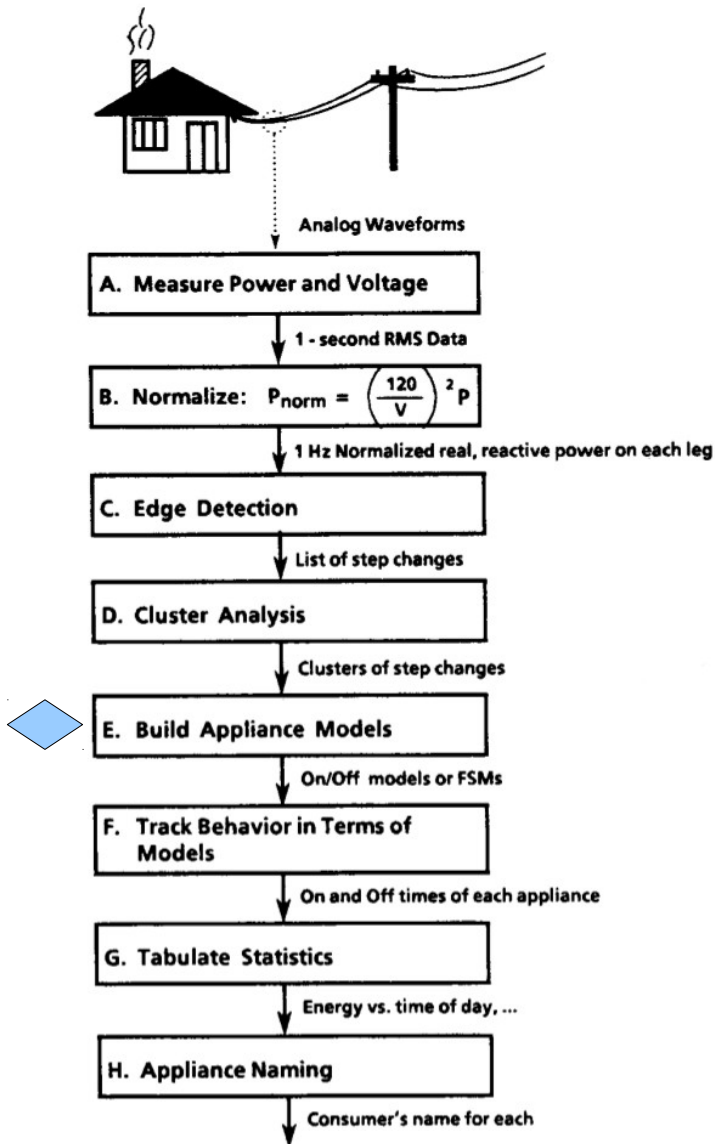 Analog Waveforms
A. Measure Power and Voltage
1 - second RMS Data
B. Normalize: Pnorm = (120/V)²P
1 Hz Normalized real, reactive power on each leg
C. Edge Detection
List of step changes
D. Cluster Analysis
Clusters of step changes
E. Build Appliance Models
On/Off models or FSMs
F. Track Behavior in Terms of
Models
On and Off times of each appliance
G. Tabulate Statistics
Energy vs. time of day, ...
H. Appliance Naming
Consumer's name for each